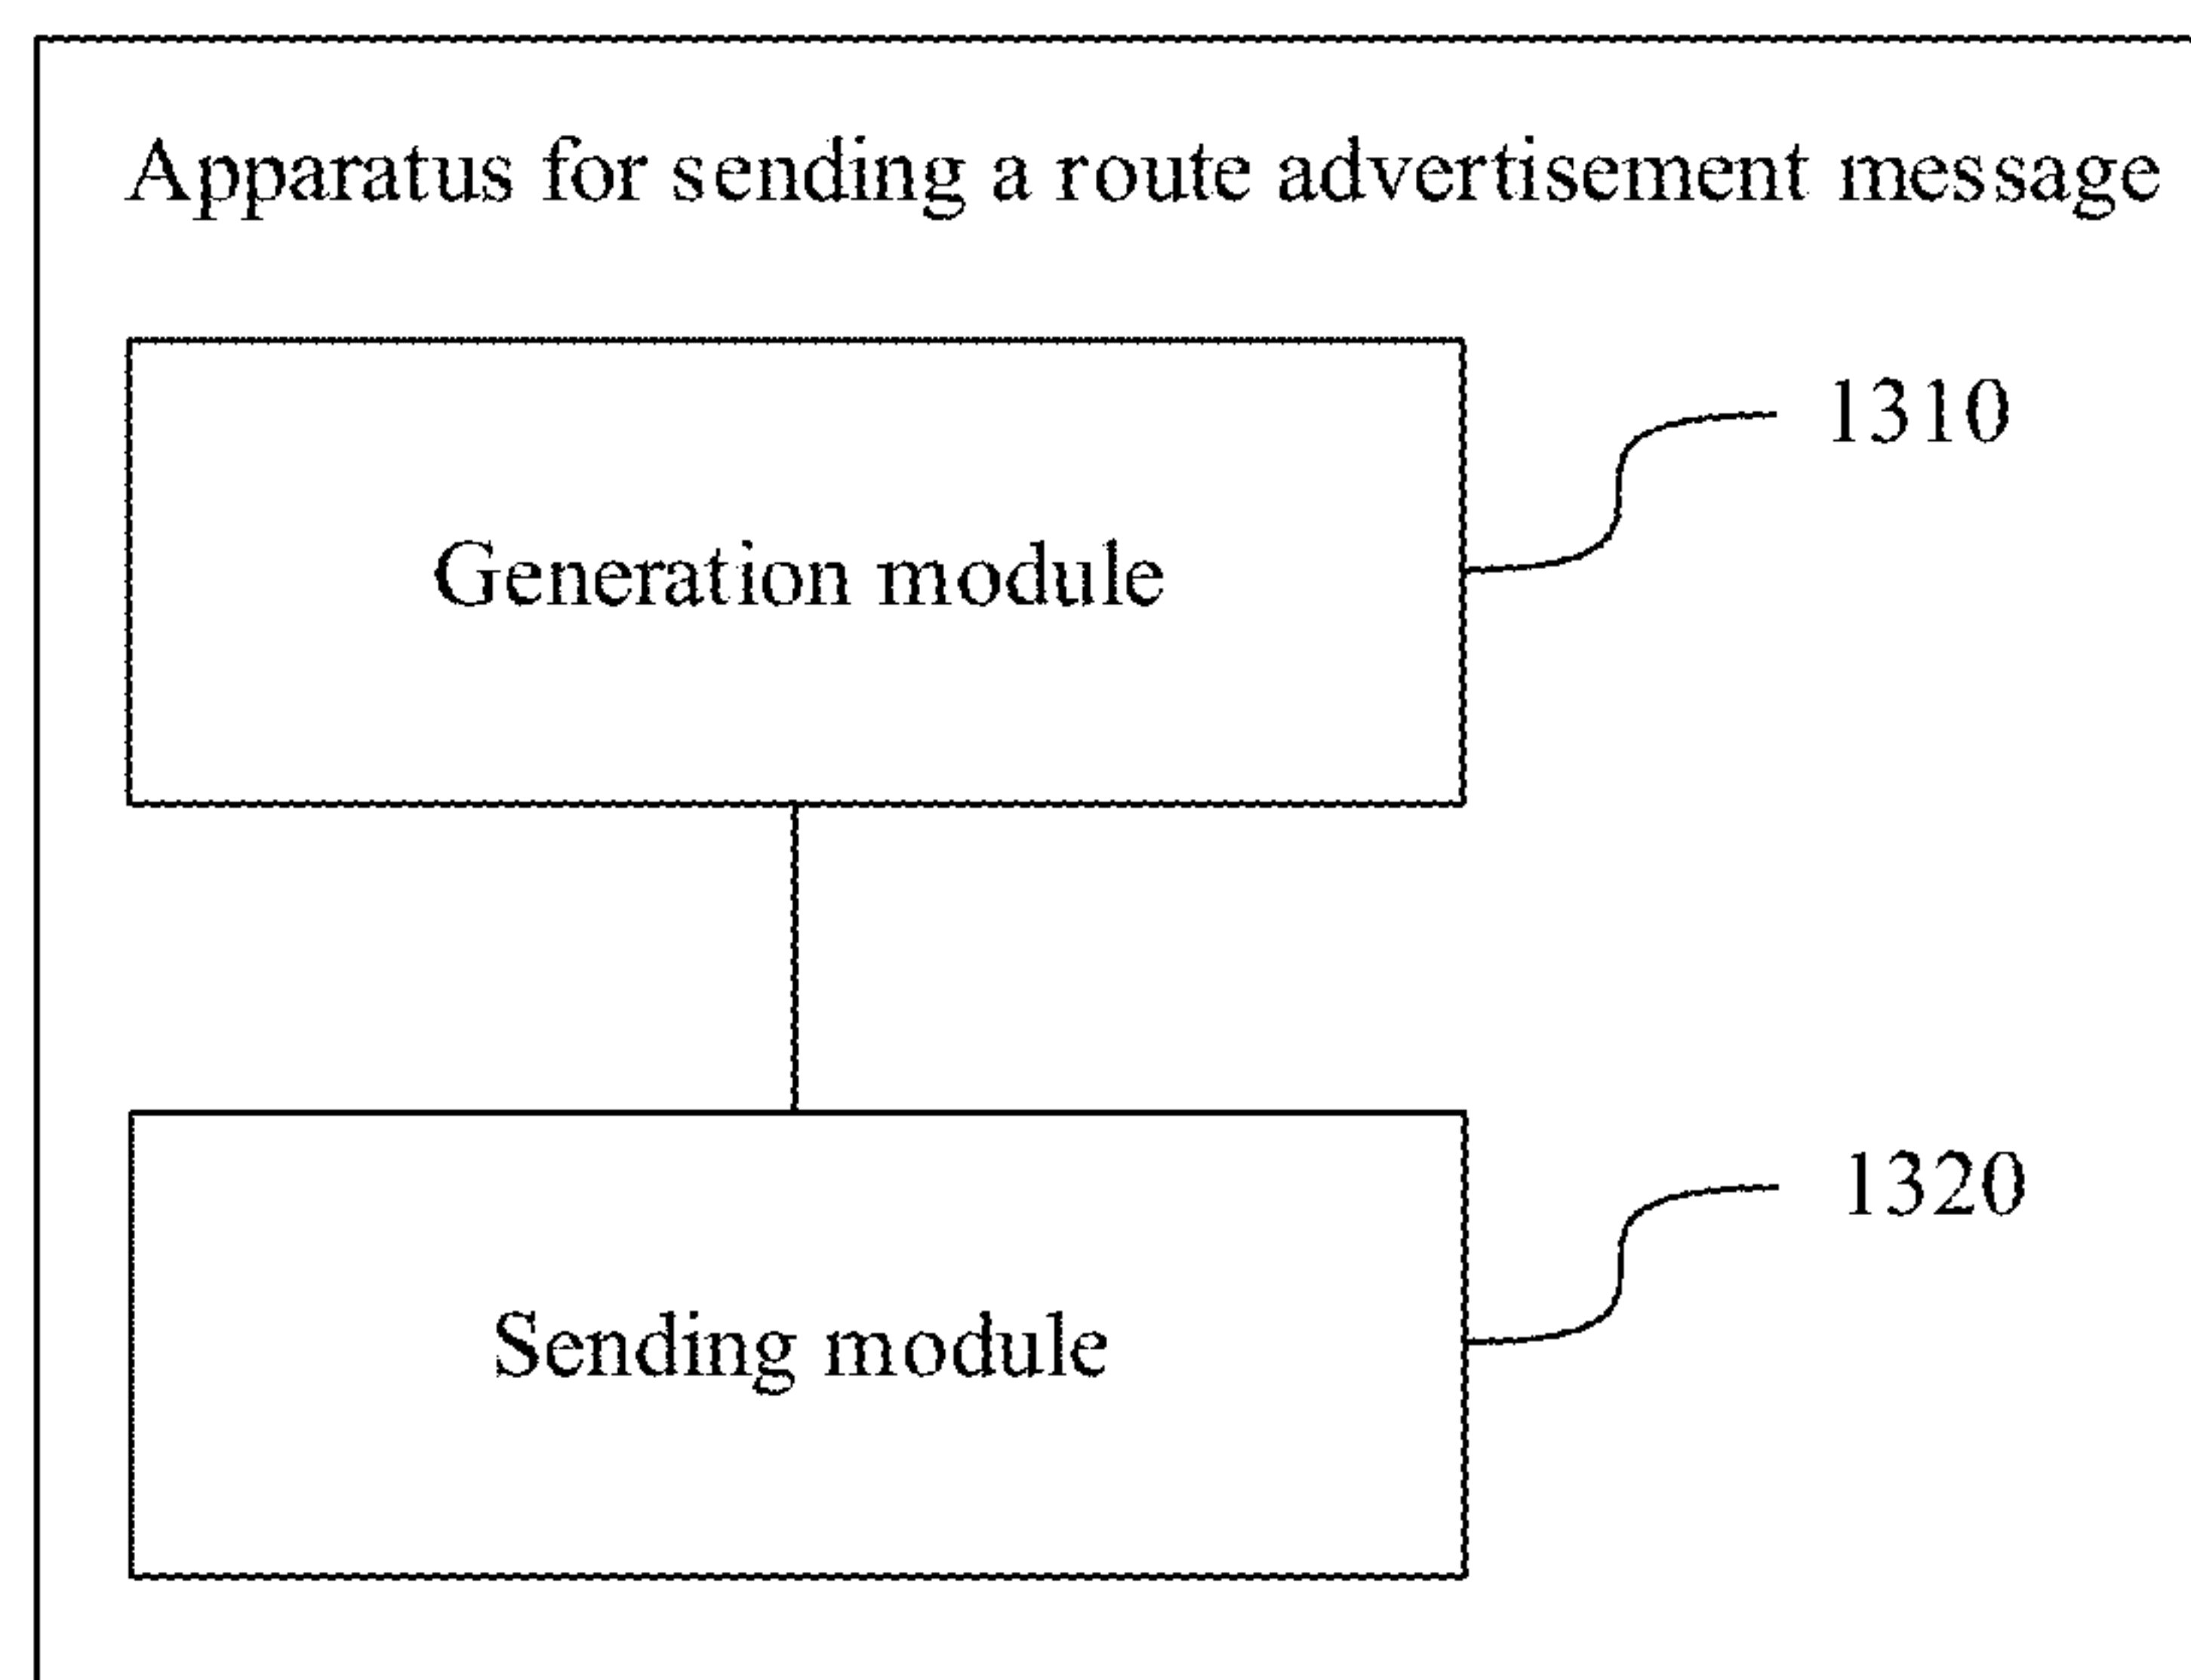 Apparatus for sending a route advertisement message
1310
Generation module
1320
Sending module